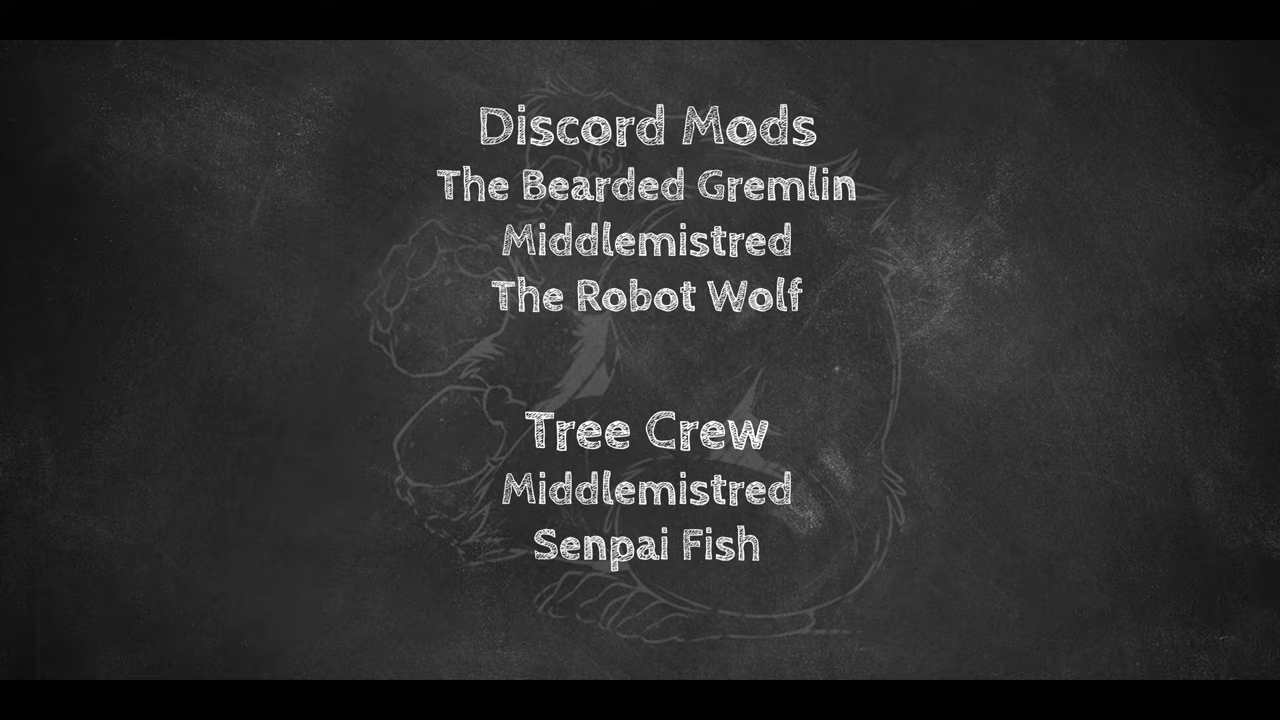 Discord Mods
The Bearded Gremlin
Middlemistred
The Robot Wolf
Tree Crew
Middlemistred
Senpai Fish